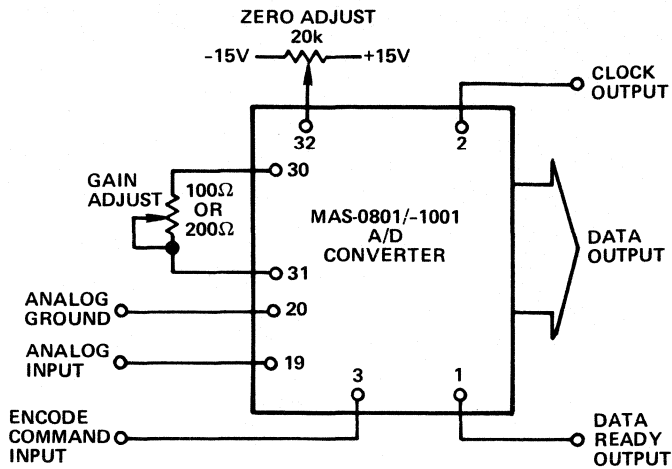 ZERO ADJUST
20k
-15V
+15V
CLOCK
OUTPUT
32
2
30
GAIN
ADJUST
100Ω
OR
200Ω
MAS-0801/-1001
A/D
CONVERTER
DATA
OUTPUT
31
ANALOG
GROUND
20
ANALOG
INPUT
19
3
1
ENCODE
COMMAND
INPUT
DATA
READY
OUTPUT